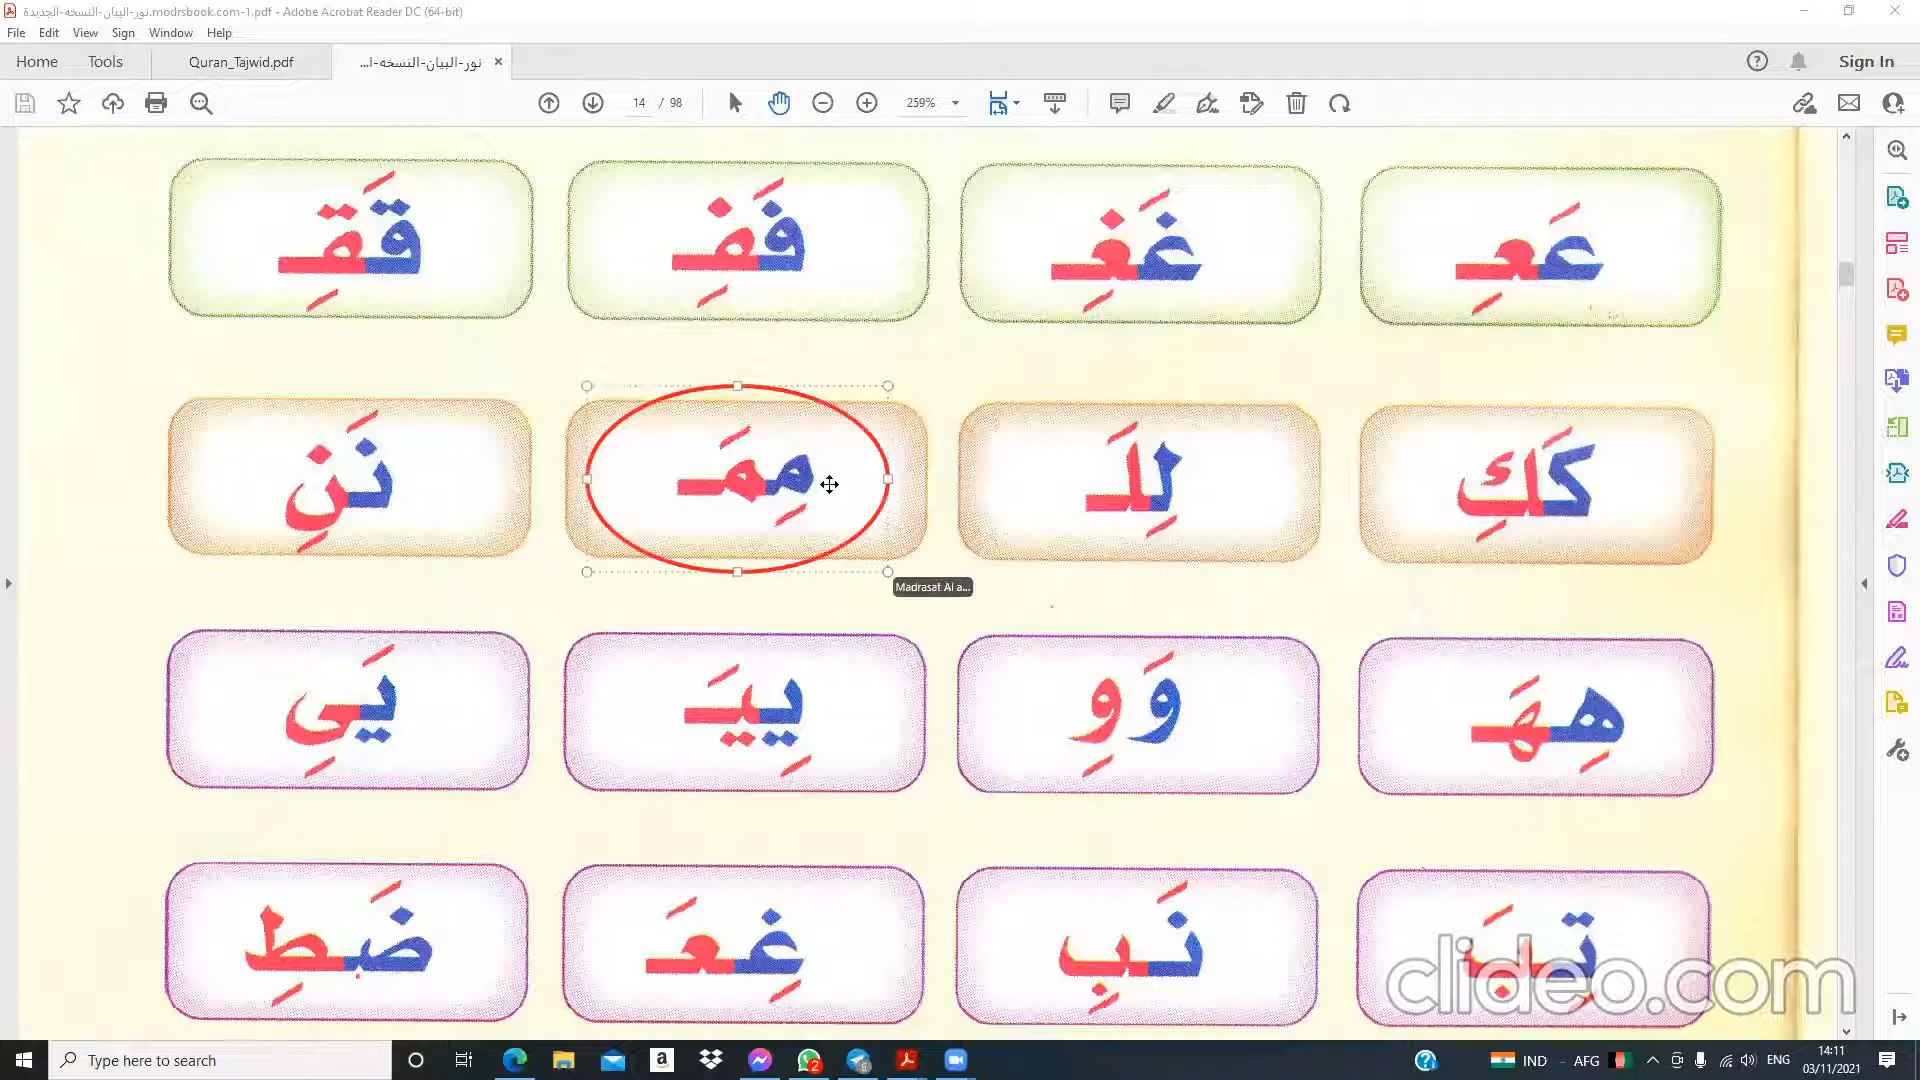 نور-البيان-النسخه-الجديدة.modrsbook.com-1.pdf - Adobe Acrobat Reader DC (64-bit)
File Edit View Sign Window Help
Home Tools Quran_Tajwid.pdf نور-البيان-النسخه-ا... × Sign In
14 / 98 259%
عَعِـ غَغِـ فَفِـ قَقِـ
كَكِ لِلَـ مِمَـ نَنِ
Madrasat Al a...
هِهَـ وَوِ يِيَـ يَىِ
تِبَ نَبِ غِعَـ ضَطِ
clideo.com
Type here to search IND - AFG ENG 14:11
03/11/2021